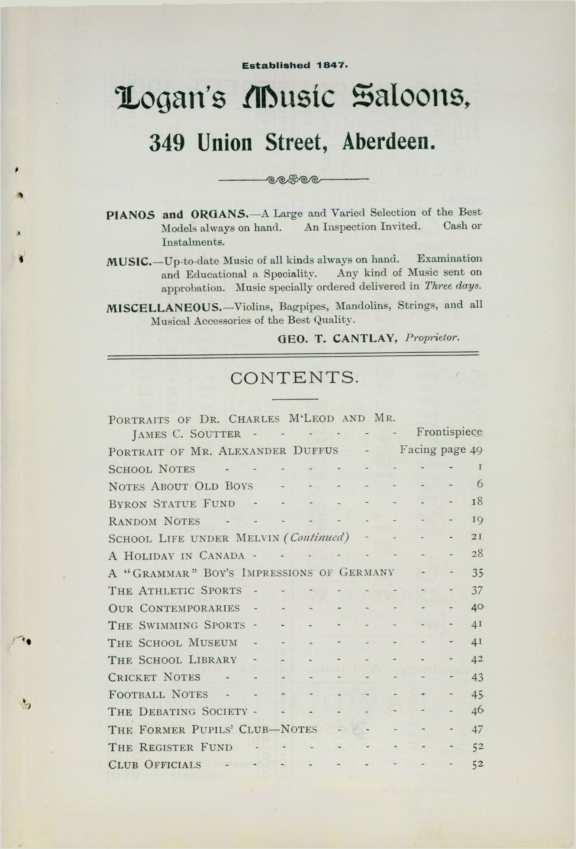 Established 1847.
Logan's Music Saloons,
349 Union Street, Aberdeen.
PIANOS and ORGANS.—A Large and Varied Selection of the Best
Models always on hand. An Inspection Invited. Cash or
Instalments.
MUSIC.—Up-to-date Music of all kinds always on hand. Examination
and Educational a Speciality. Any kind of Music sent on
approbation. Music specially ordered delivered in Three days.
MISCELLANEOUS.—Violins, Bagpipes, Mandolins, Strings, and all
Musical Accessories of the Best Quality.
GEO. T. CANTLAY, Proprietor.
CONTENTS.
PORTRAITS OF DR. CHARLES M'LEOD AND MR.
JAMES C. SOUTTER - - - - - - Frontispiece
PORTRAIT OF MR. ALEXANDER DUFFUS - Facing page 49
SCHOOL NOTES - - - - - - - - - 1
NOTES ABOUT OLD BOYS - - - - - - - 6
BYRON STATUE FUND - - - - - - - - 18
RANDOM NOTES - - - - - - - - - 19
SCHOOL LIFE UNDER MELVIN (Continued) - - - - 21
A HOLIDAY IN CANADA - - - - - - - - 28
A "GRAMMAR" BOY'S IMPRESSIONS OF GERMANY - - 35
THE ATHLETIC SPORTS - - - - - - - - 37
OUR CONTEMPORARIES - - - - - - - - 40
THE SWIMMING SPORTS - - - - - - - - 41
THE SCHOOL MUSEUM - - - - - - - - 41
THE SCHOOL LIBRARY - - - - - - - - 42
CRICKET NOTES - - - - - - - - - 43
FOOTBALL NOTES - - - - - - - - - 45
THE DEBATING SOCIETY - - - - - - - - 46
THE FORMER PUPILS' CLUB—NOTES - - - - - 47
THE REGISTER FUND - - - - - - - - 52
CLUB OFFICIALS - - - - - - - - - 52